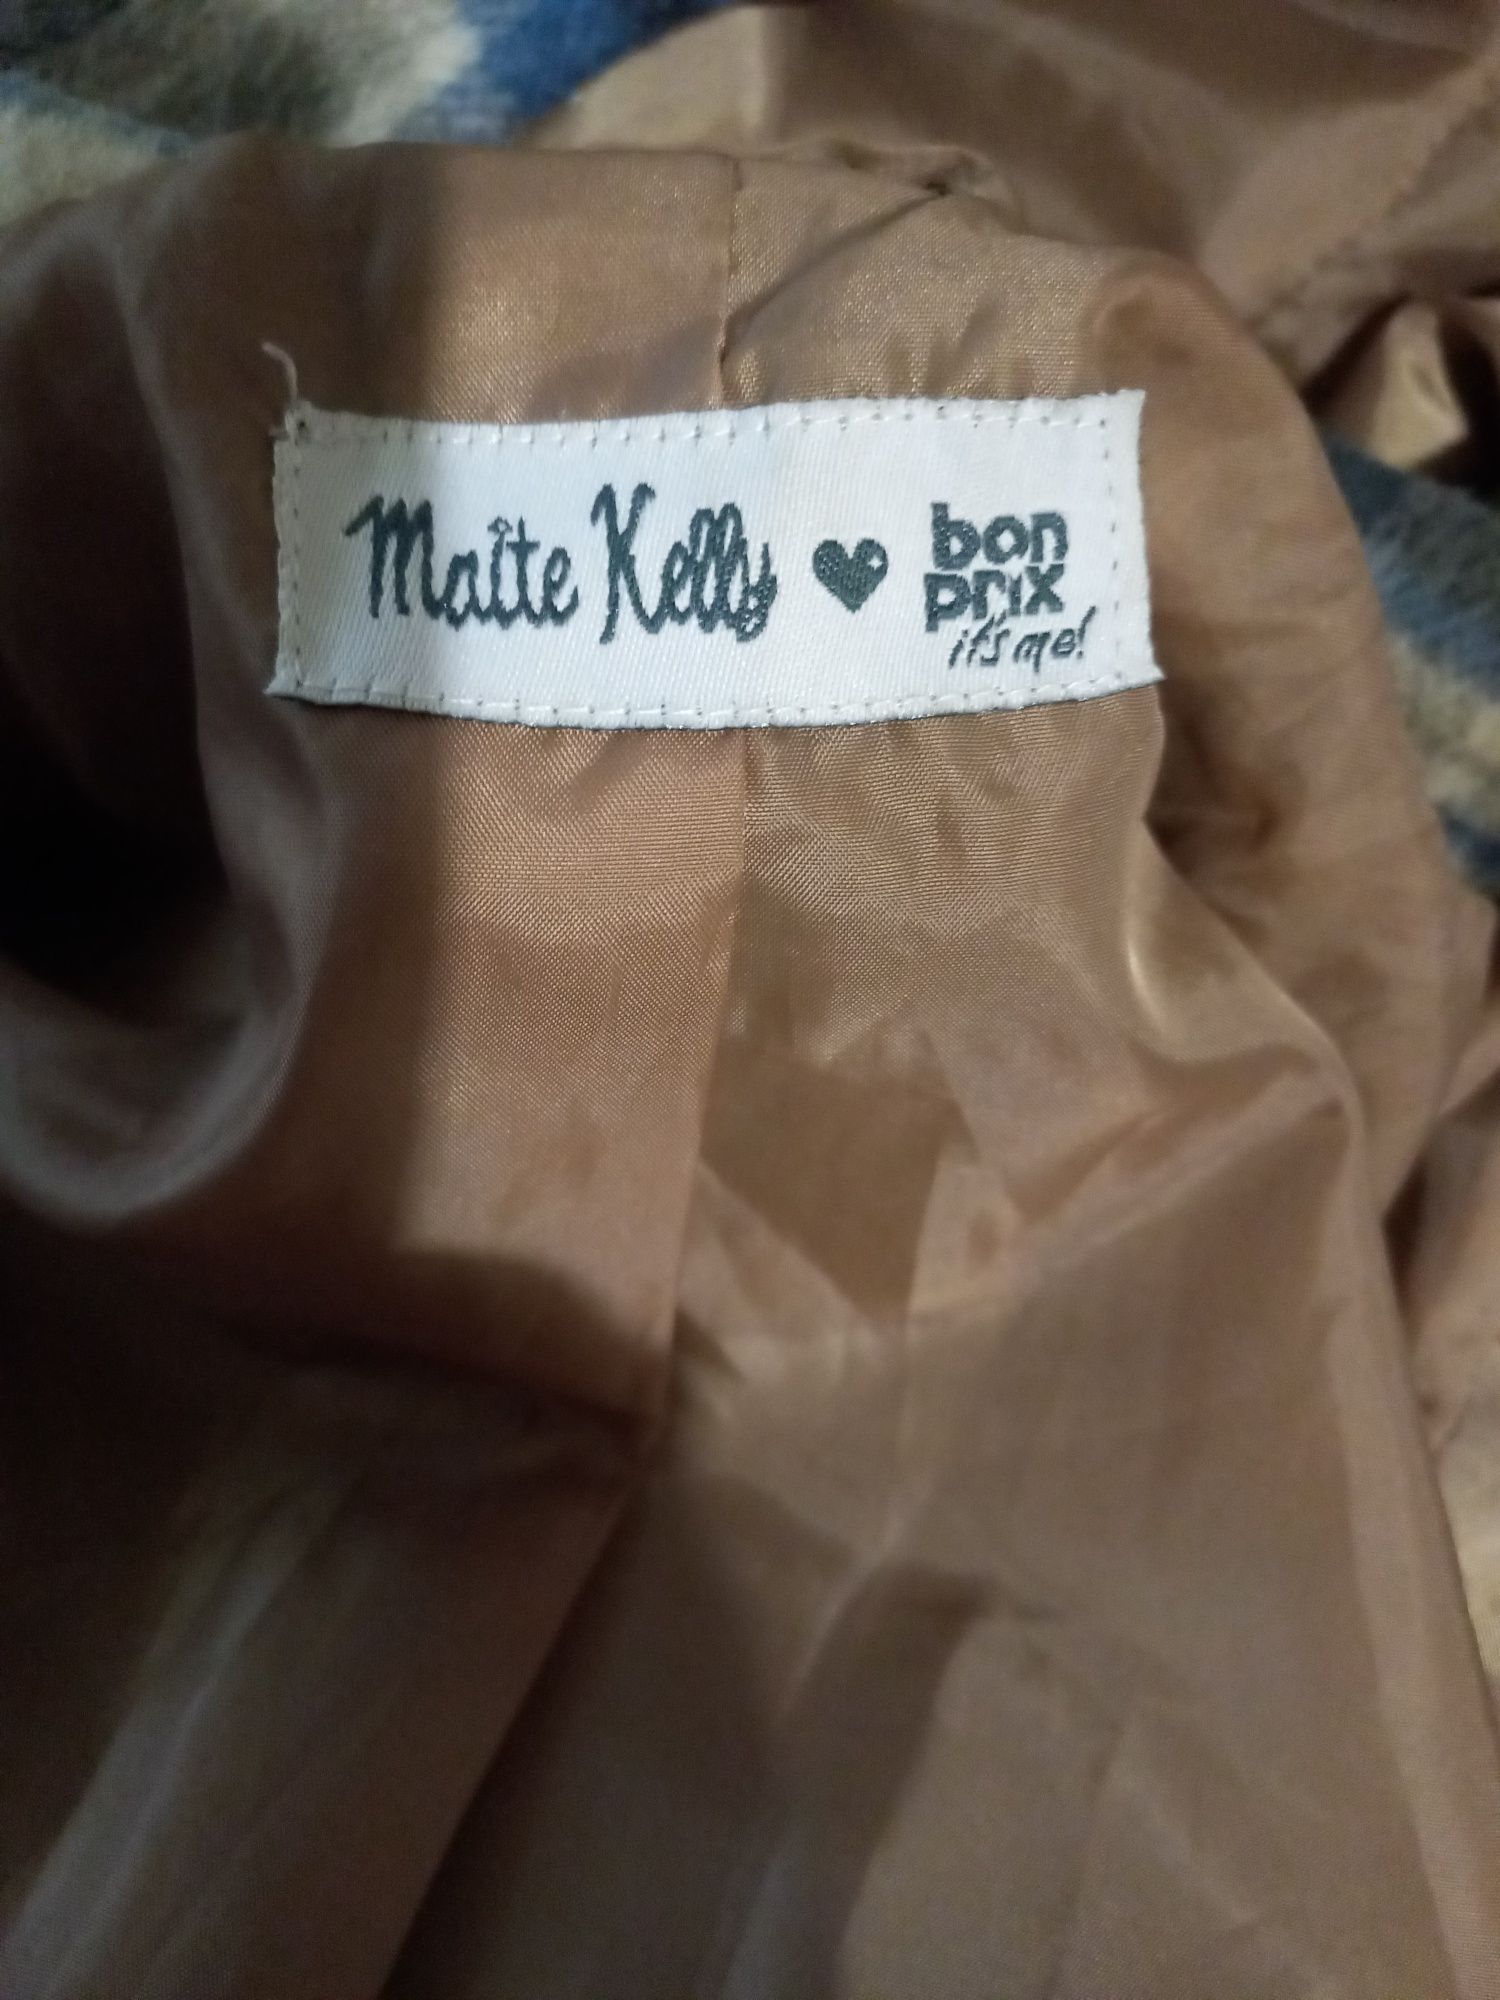 Maite Kelly ♥ bon prix
it's me!